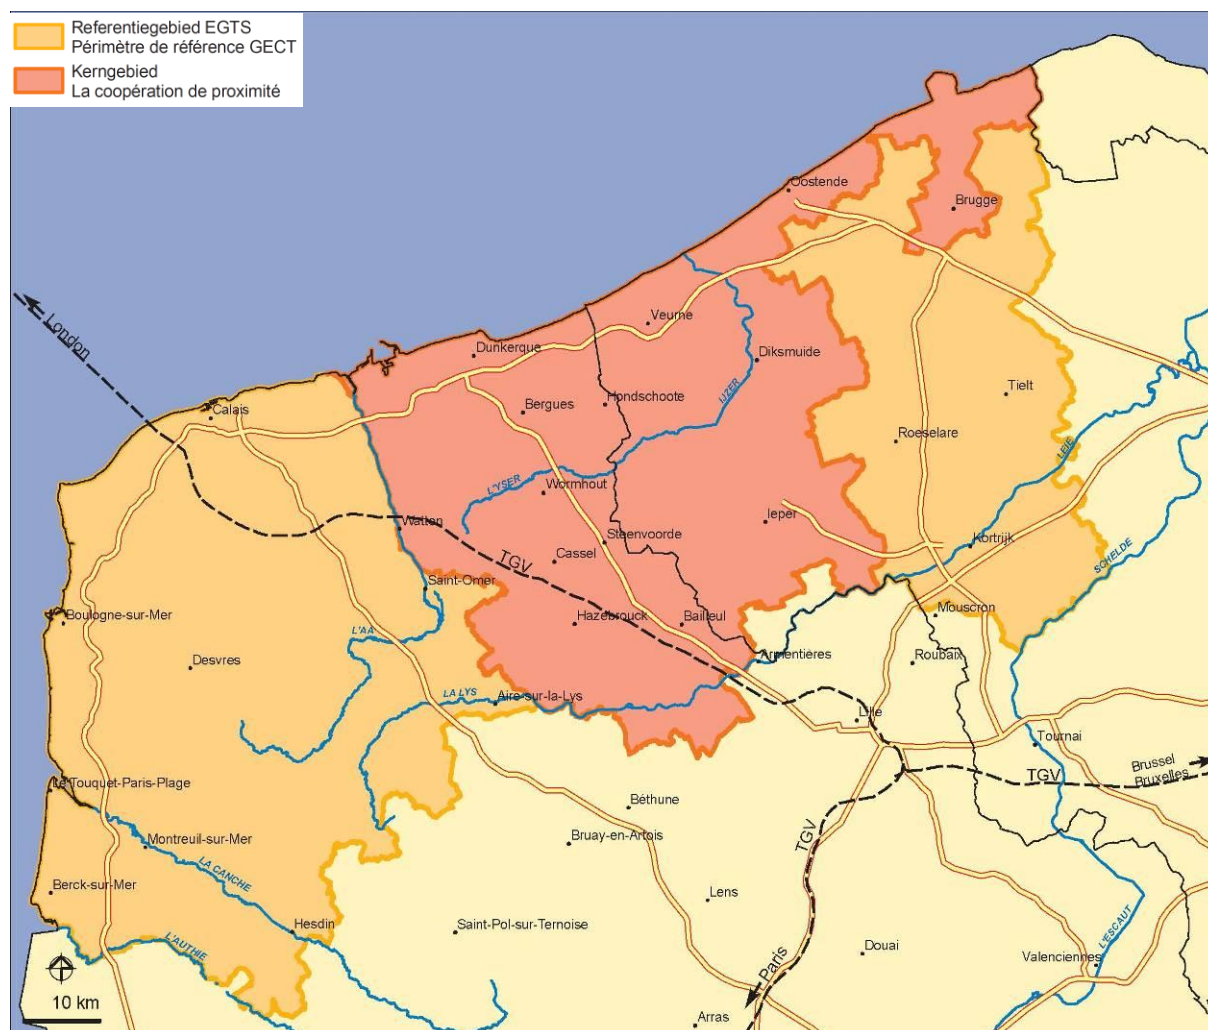 Referentiegebied EGTS
Périmètre de référence GECT
Kerngebied
La coopération de proximité
Oostende
Brugge
London
Veurne
Dunkerque
Diksmuide
IJZER
Tielt
Calais
Hondschoote
Bergues
Roeselare
LEIE
L'YSER
Wormhout
Ieper
Watten
Steenvoorde
Kortrijk
TGV
Cassel
SCHELDE
Saint-Omer
Boulogne-sur-Mer
Hazebrouck
Bailleul
Mouscron
L'AA
Desvres
Armentières
Roubaix
LA LYS
Aire-sur-la-Lys
Lille
Tournai
Brussel
Bruxelles
TGV
Le Touquet-Paris-Plage
Béthune
TGV
Montreuil-sur-Mer
Bruay-en-Artois
LA CANCHE
Berck-sur-Mer
Lens
Hesdin
Saint-Pol-sur-Ternoise
L'AUTHIE
Douai
L'ESCAUT
Valenciennes
Paris
10 km
Arras